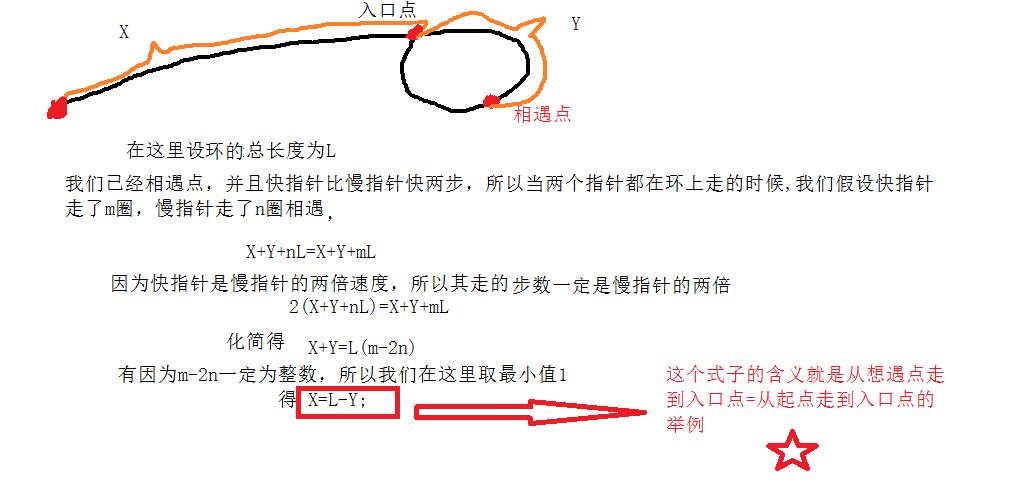 入口点
X
Y
相遇点
在这里设环的总长度为L
我们已经相遇点，并且快指针比慢指针快两步，所以当两个指针都在环上走的时候,我们假设快指针
走了m圈，慢指针走了n圈相遇，
X+Y+nL=X+Y+mL
因为快指针是慢指针的两倍速度，所以其走的步数一定是慢指针的两倍
2(X+Y+nL)=X+Y+mL
化简得 X+Y=L(m-2n)
有因为m-2n一定为整数，所以我们在这里取最小值1
得 X=L-Y;
这个式子的含义就是从想遇点走
到入口点=从起点走到入口点的
举例